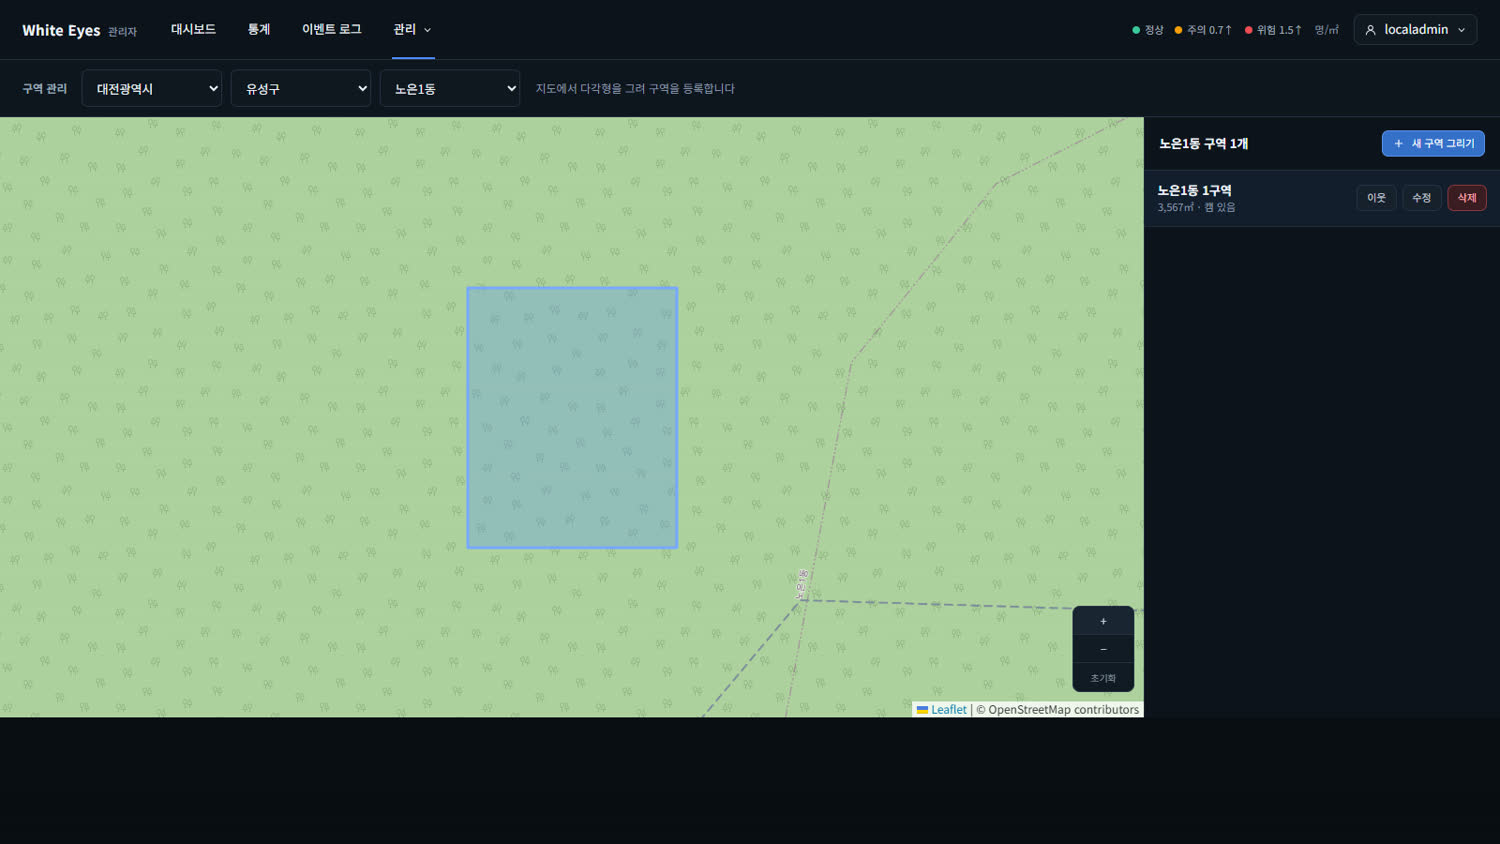 White Eyes 관리자 대시보드 통계 이벤트 로그 관리 정상 주의 0.7↑ 위험 1.5↑ 명/㎡ localadmin
구역 관리 대전광역시 유성구 노은1동 지도에서 다각형을 그려 구역을 등록합니다
노은1동 구역 1개 + 새 구역 그리기
노은1동 1구역
3,567㎡ · 캠 있음
이웃 수정 삭제
노은1동
+
−
초기화
Leaflet | © OpenStreetMap contributors